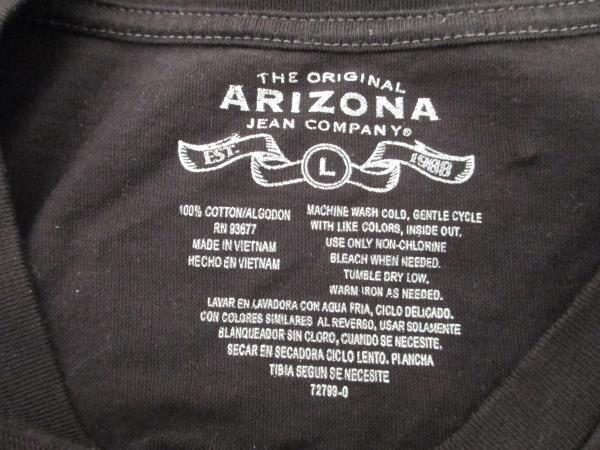 THE ORIGINAL
ARIZONA
JEAN COMPANY®
EST. L 1988
100% COTTON/ALGODON
RN 93677
MADE IN VIETNAM
HECHO EN VIETNAM
MACHINE WASH COLD, GENTLE CYCLE
WITH LIKE COLORS, INSIDE OUT.
USE ONLY NON-CHLORINE
BLEACH WHEN NEEDED.
TUMBLE DRY LOW,
WARM IRON AS NEEDED.
LAVAR EN LAVADORA CON AGUA FRIA, CICLO DELICADO.
CON COLORES SIMILARES AL REVERSO, USAR SOLAMENTE
BLANQUEADOR SIN CLORO, CUANDO SE NECESITE.
SECAR EN SECADORA CICLO LENTO. PLANCHA
TIBIA SEGUN SE NECESITE
72799-0